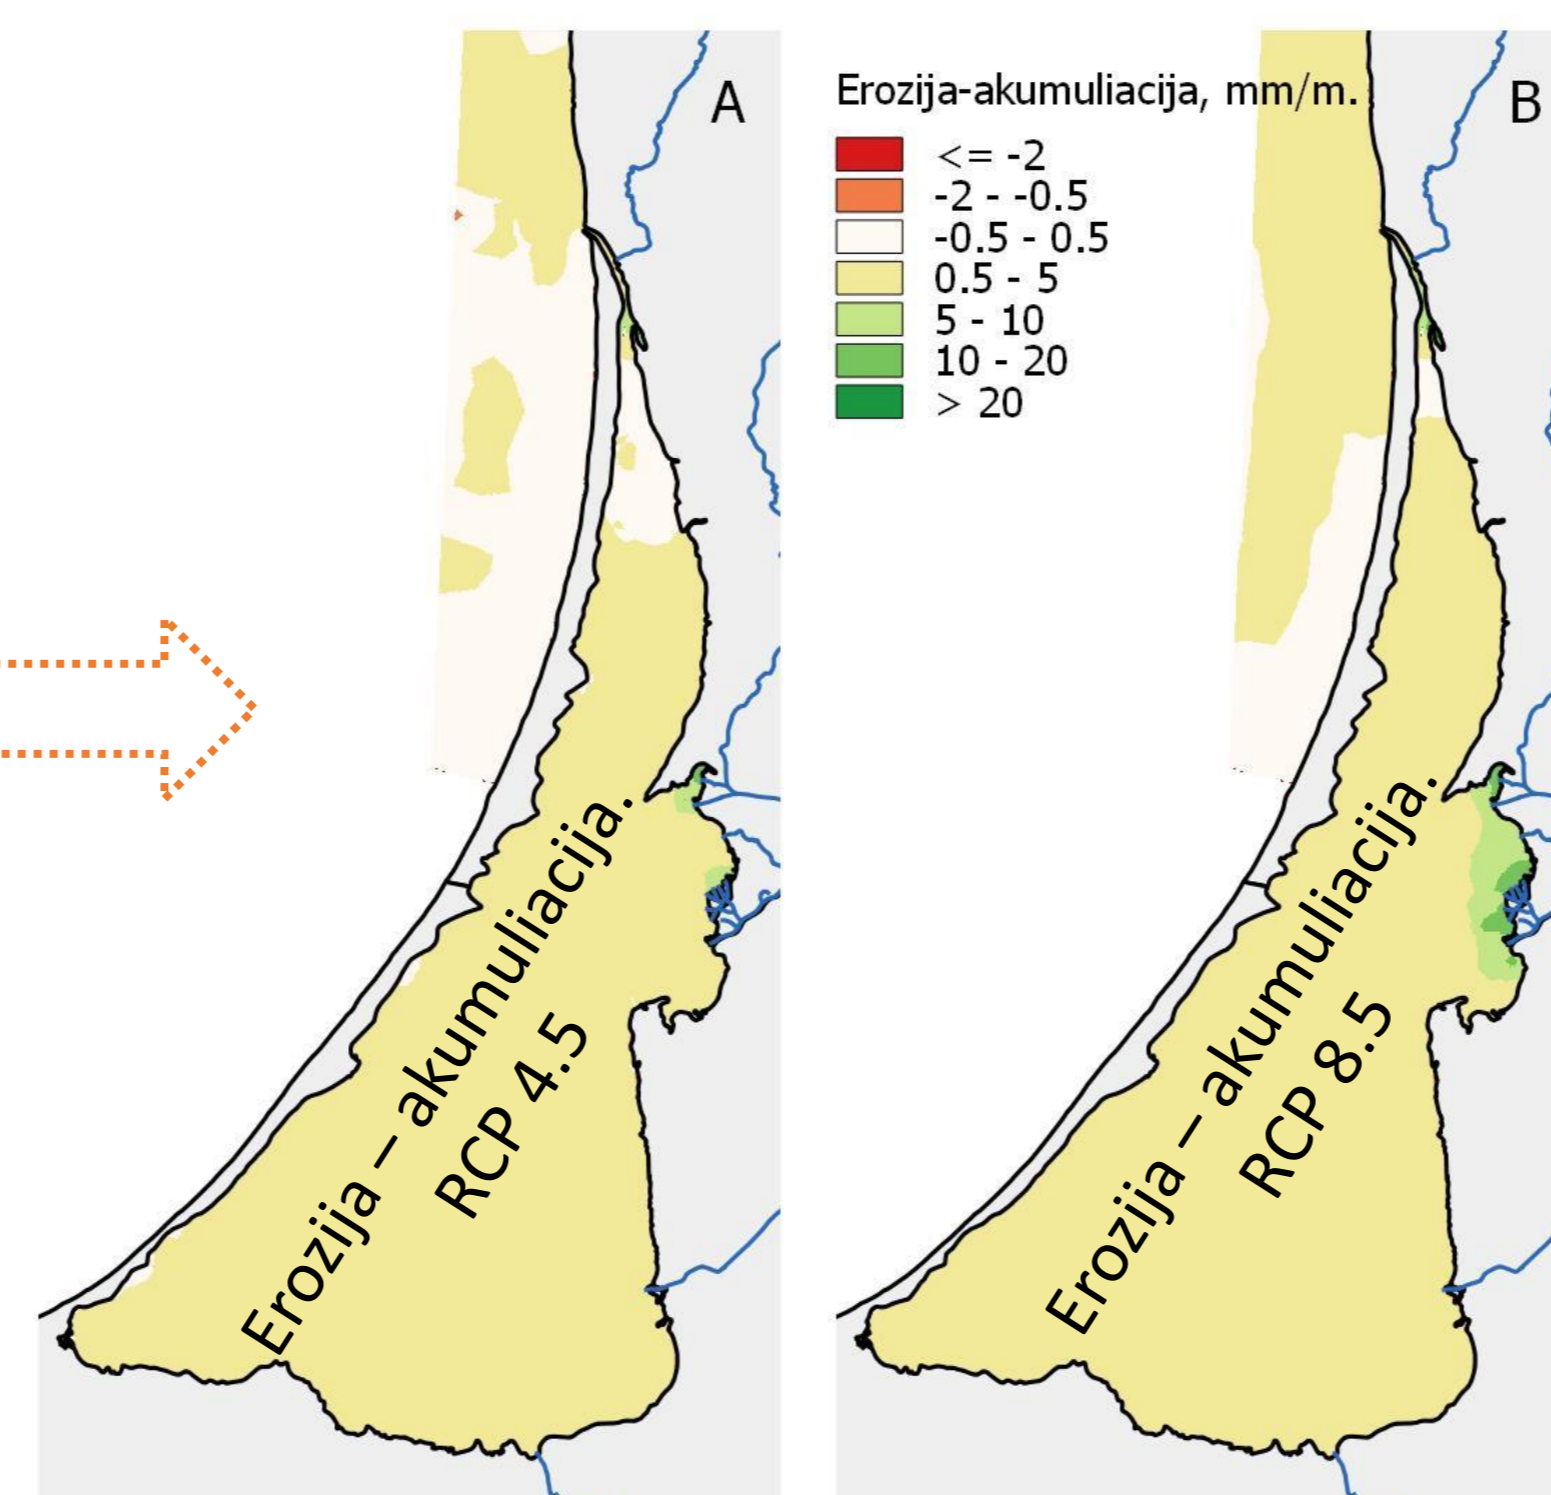 A
Erozija-akumuliacija, mm/m.
<= -2
-2 - -0.5
-0.5 - 0.5
0.5 - 5
5 - 10
10 - 20
> 20
B
Erozija – akumuliacija.
RCP 4.5
Erozija – akumuliacija.
RCP 8.5